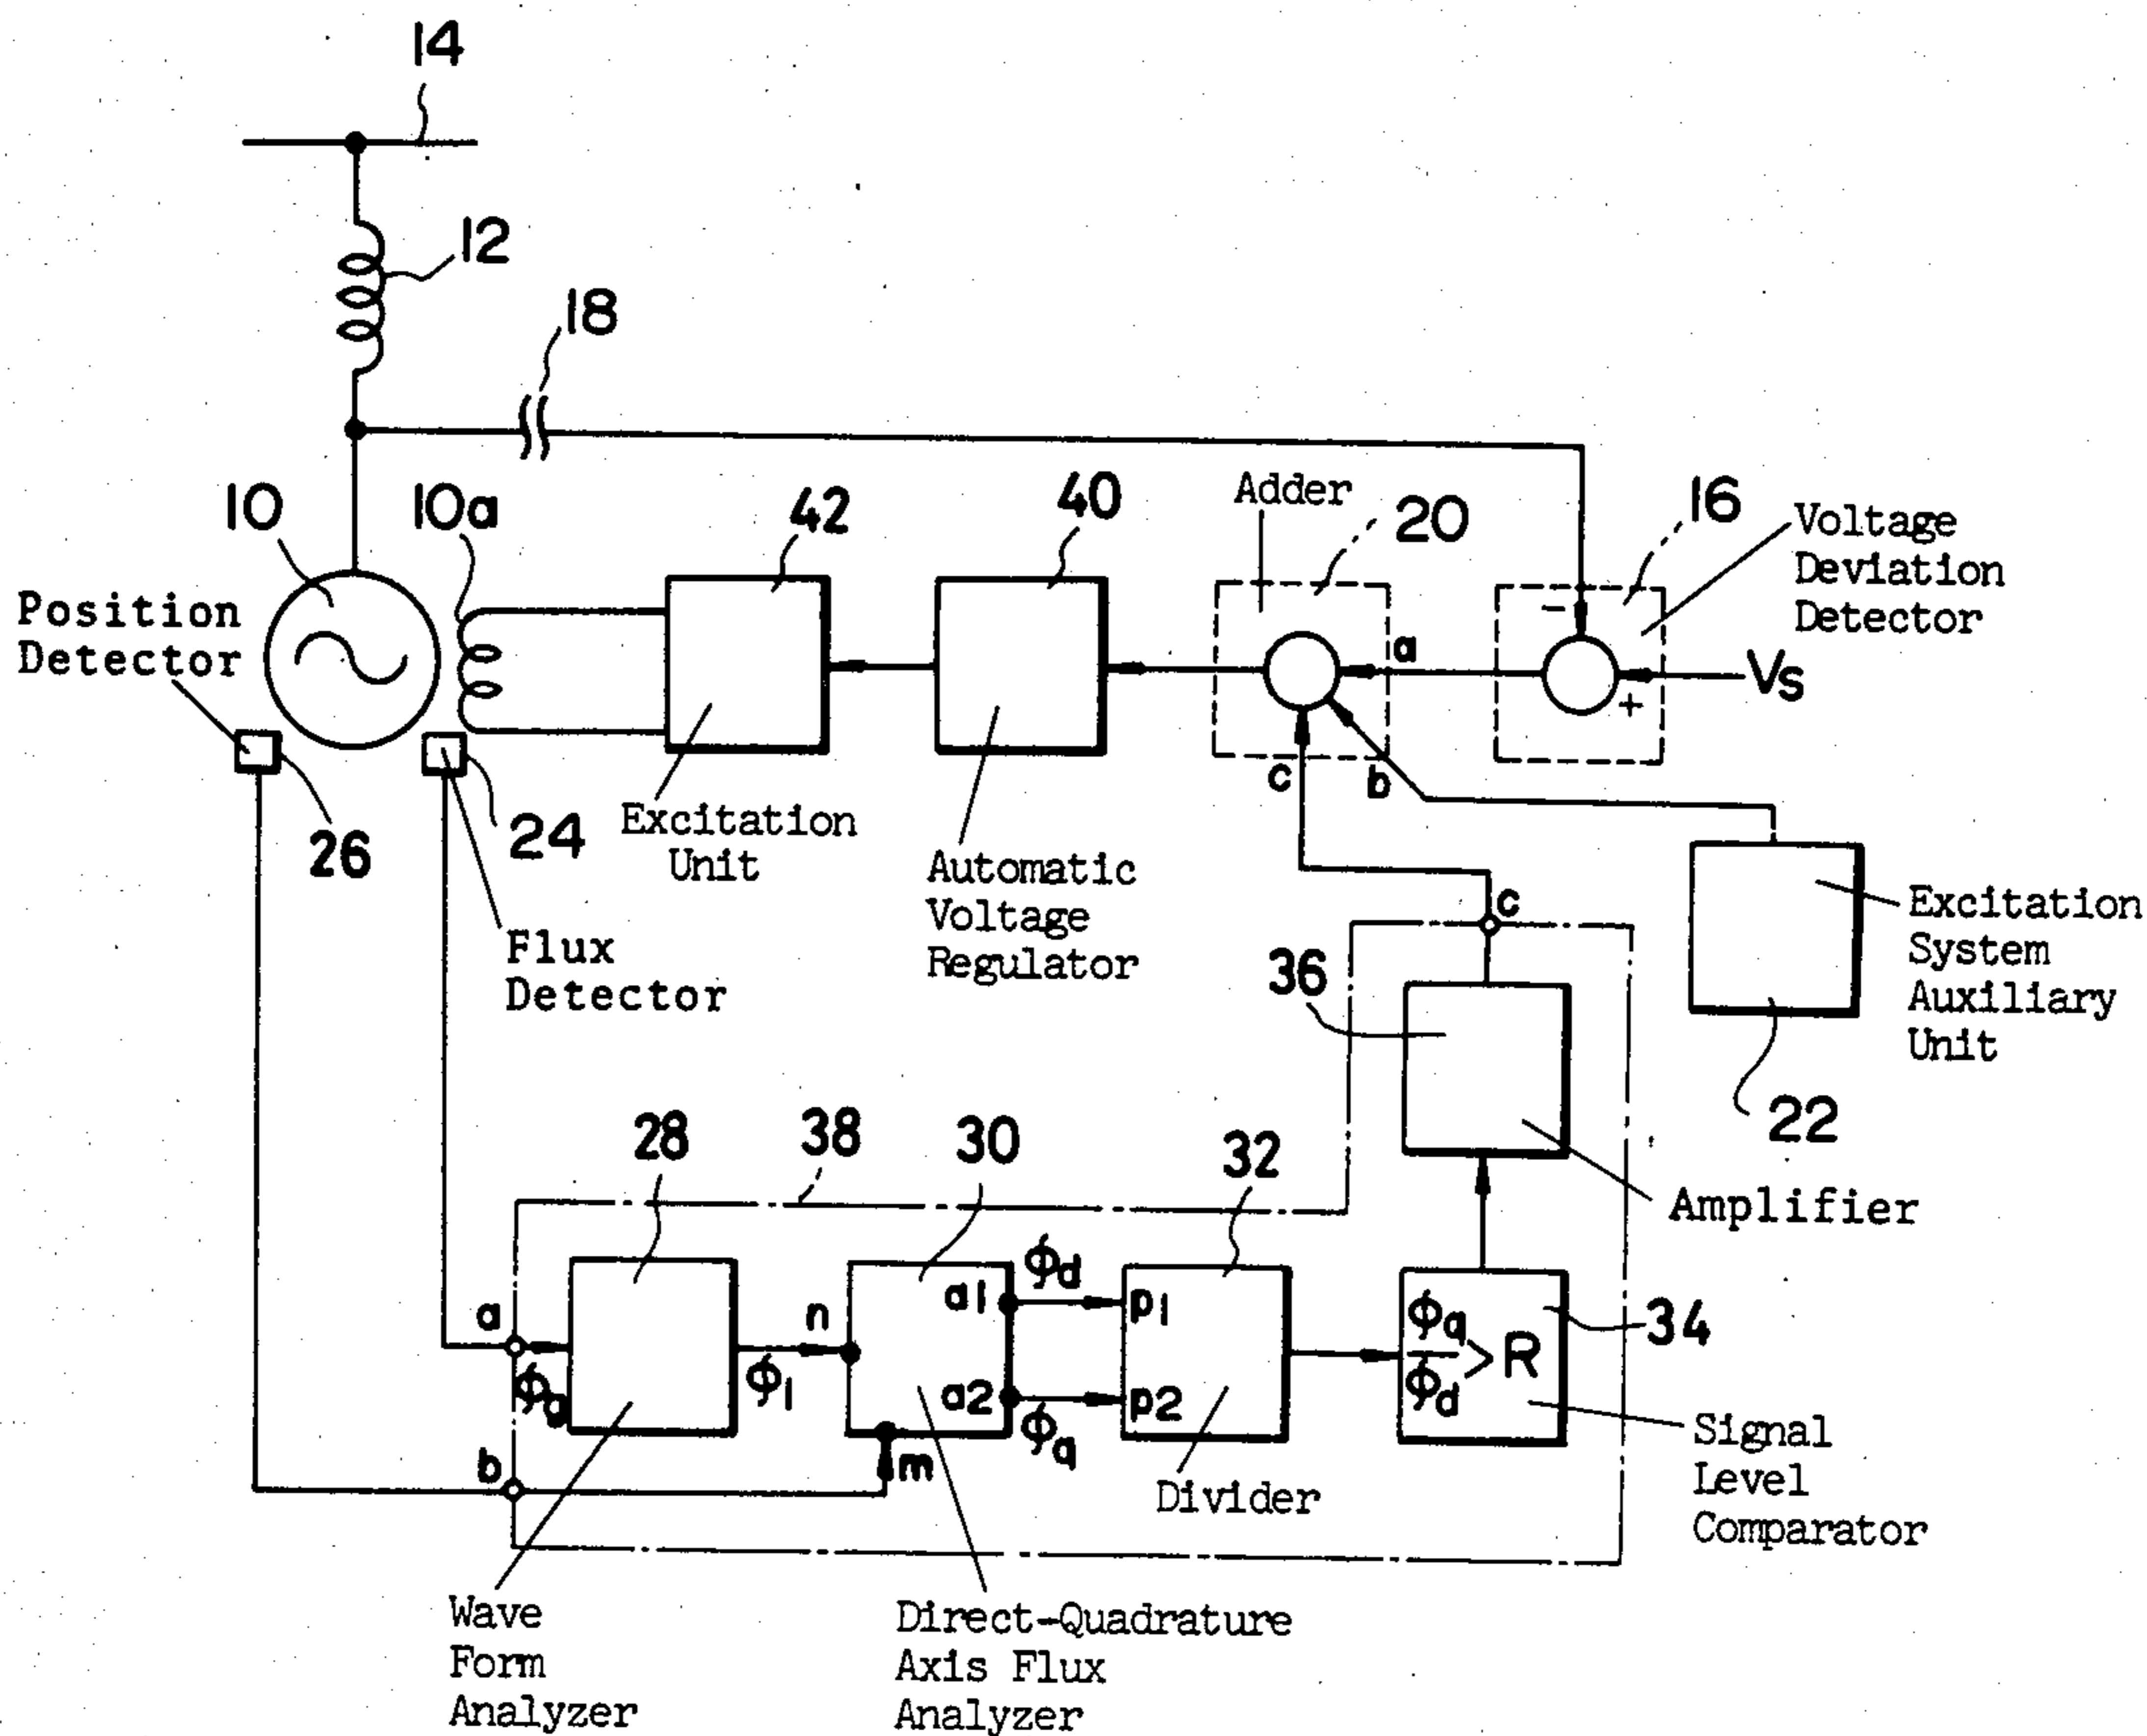 14
12
18
10
10a
42
40
Adder
20
16
Voltage
Deviation
Detector
Position
Detector
a
-
+
Vs
c
b
26
24
Excitation
Unit
Automatic
Voltage
Regulator
Flux
Detector
c
36
Excitation
System
Auxiliary
Unit
22
28
38
30
32
Amplifier
a
n
a1
ϕd
p1
ϕq
ϕd
> R
34
ϕg
ϕ1
a2
ϕq
p2
b
m
Divider
Signal
Level
Comparator
Wave
Form
Analyzer
Direct-Quadrature
Axis Flux
Analyzer